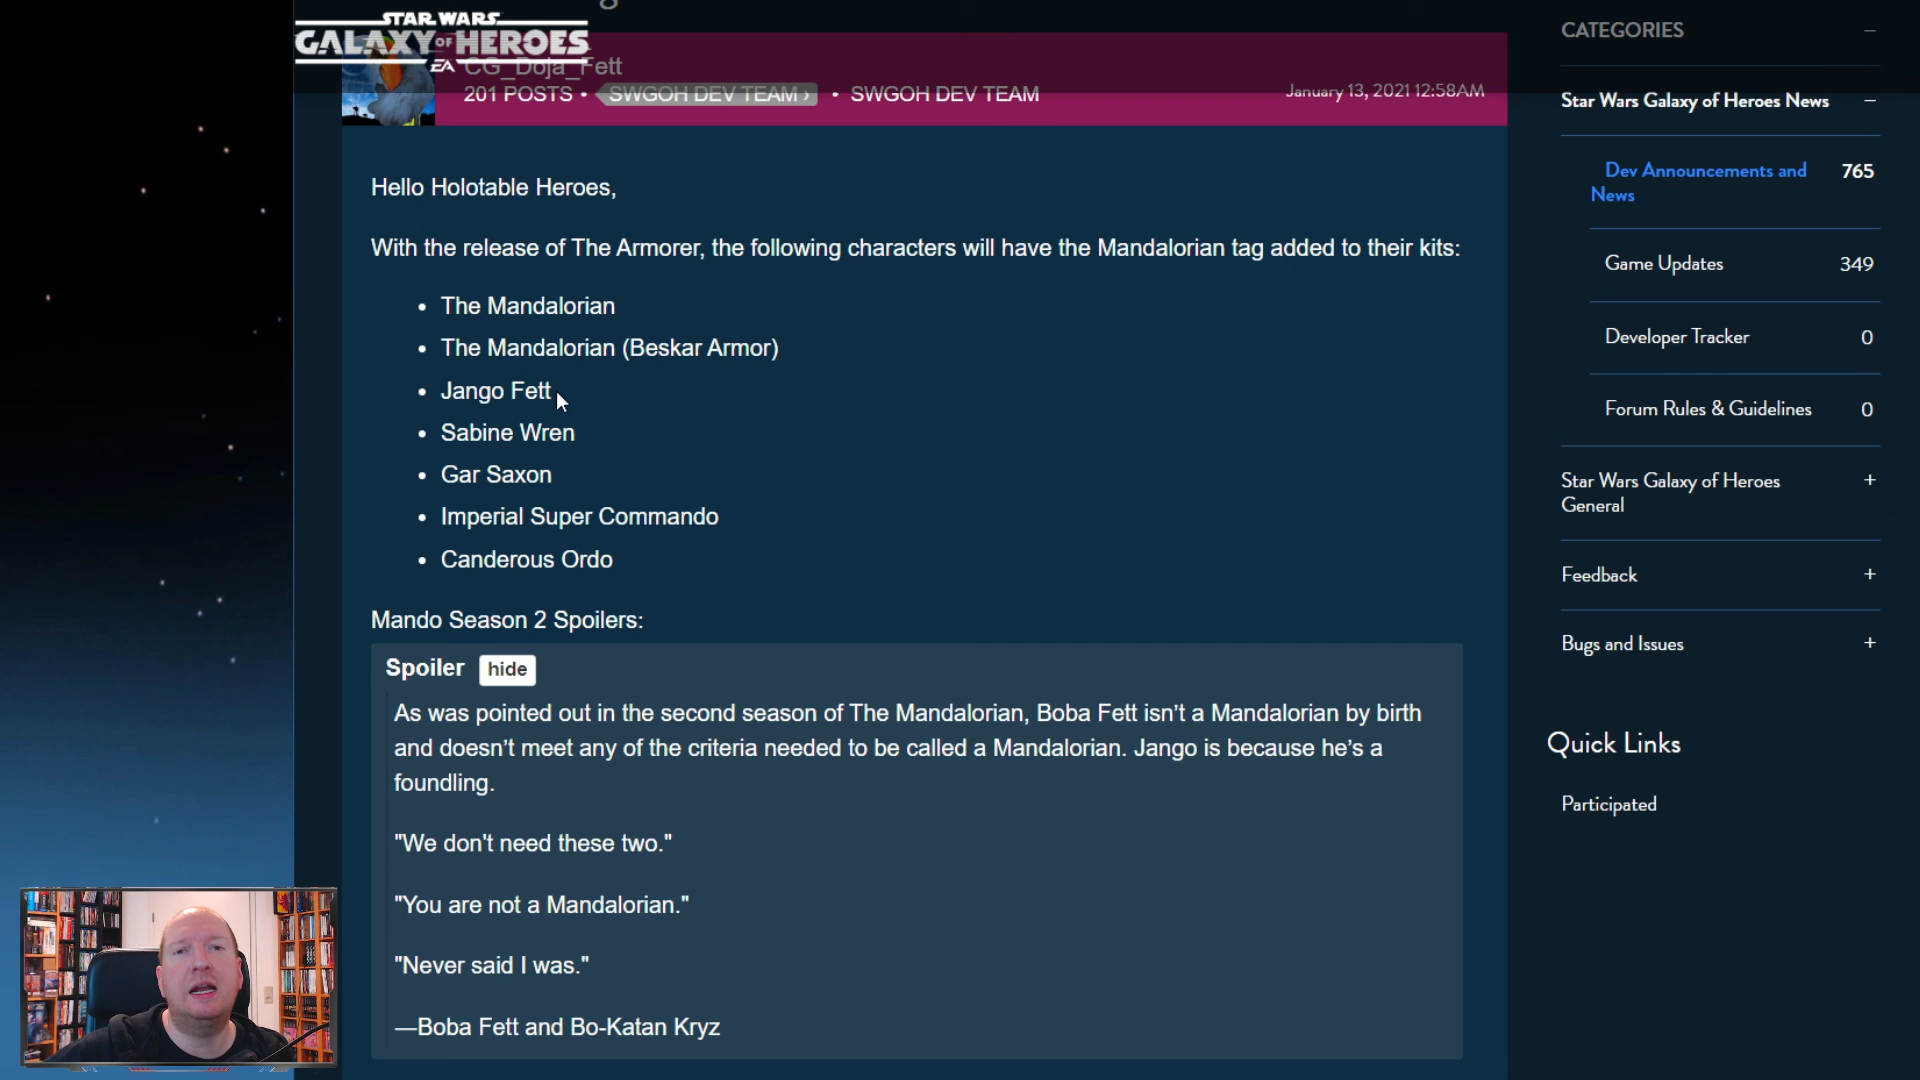 STAR WARS
GALAXY OF HEROES
EA
CG_Doja_Fett
201 POSTS • SWGOH DEV TEAM › • SWGOH DEV TEAM
January 13, 2021 12:58AM
Hello Holotable Heroes,
With the release of The Armorer, the following characters will have the Mandalorian tag added to their kits:
• The Mandalorian
• The Mandalorian (Beskar Armor)
• Jango Fett
• Sabine Wren
• Gar Saxon
• Imperial Super Commando
• Canderous Ordo
Mando Season 2 Spoilers:
Spoiler hide
As was pointed out in the second season of The Mandalorian, Boba Fett isn’t a Mandalorian by birth
and doesn’t meet any of the criteria needed to be called a Mandalorian. Jango is because he’s a
foundling.
"We don't need these two."
"You are not a Mandalorian."
"Never said I was."
—Boba Fett and Bo-Katan Kryz
CATEGORIES –
Star Wars Galaxy of Heroes News –
Dev Announcements and 765
News
Game Updates 349
Developer Tracker 0
Forum Rules & Guidelines 0
Star Wars Galaxy of Heroes +
General
Feedback +
Bugs and Issues +
Quick Links
Participated